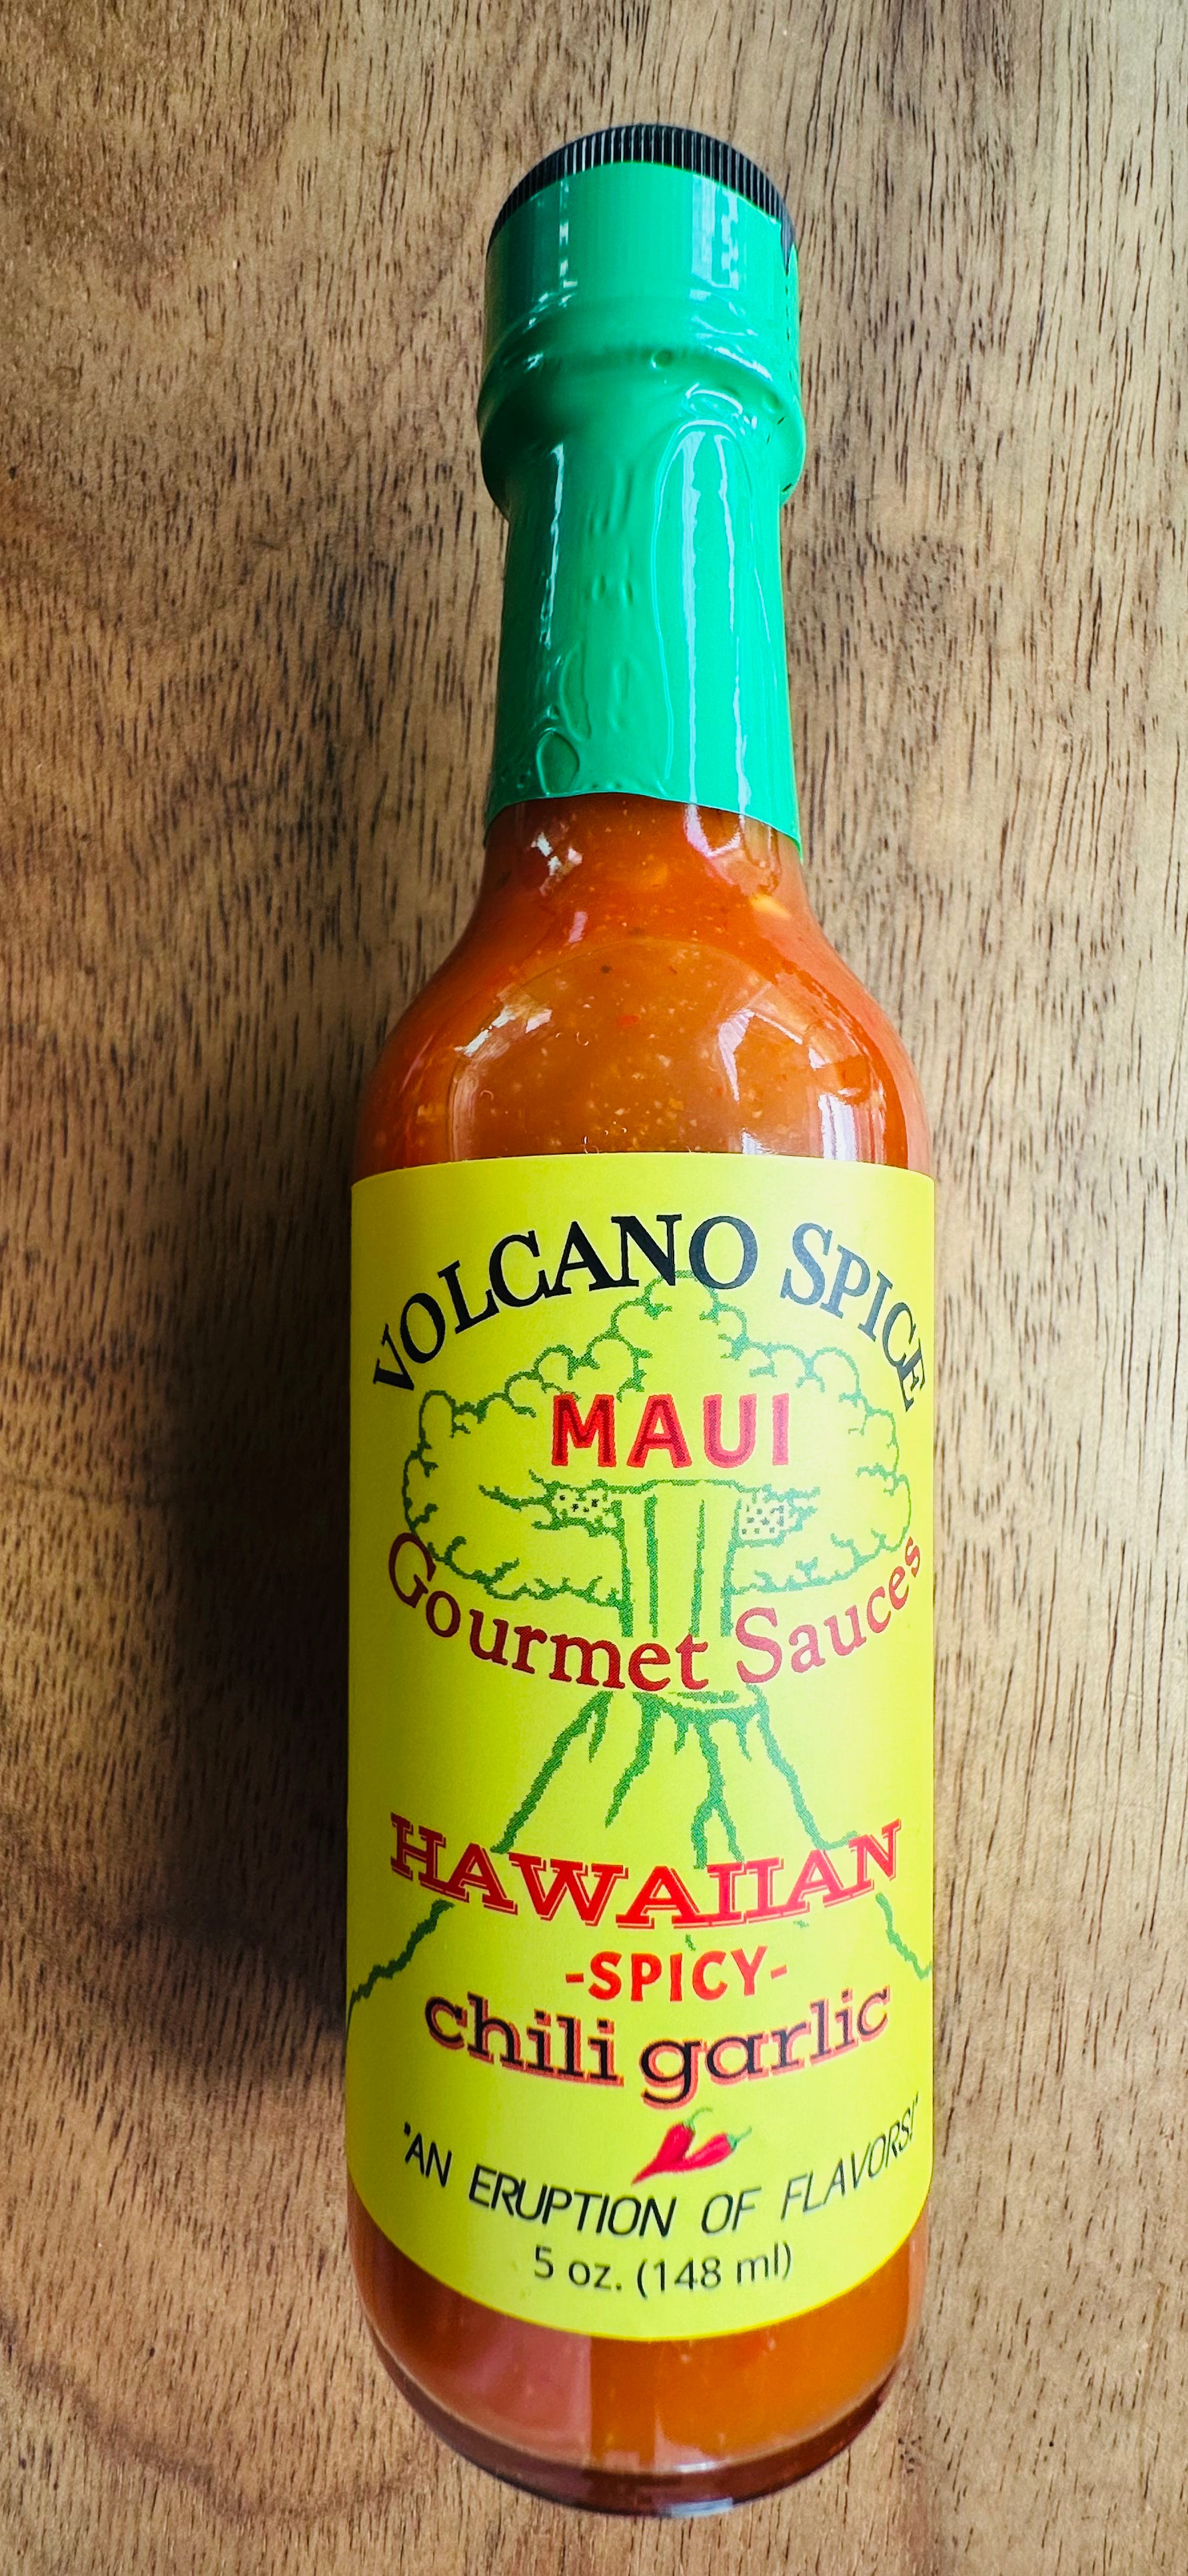 VOLCANO SPICE
MAUI
Gourmet Sauces
HAWAIIAN
-SPICY-
chili garlic
"AN ERUPTION OF FLAVORS!"
5 oz. (148 ml)